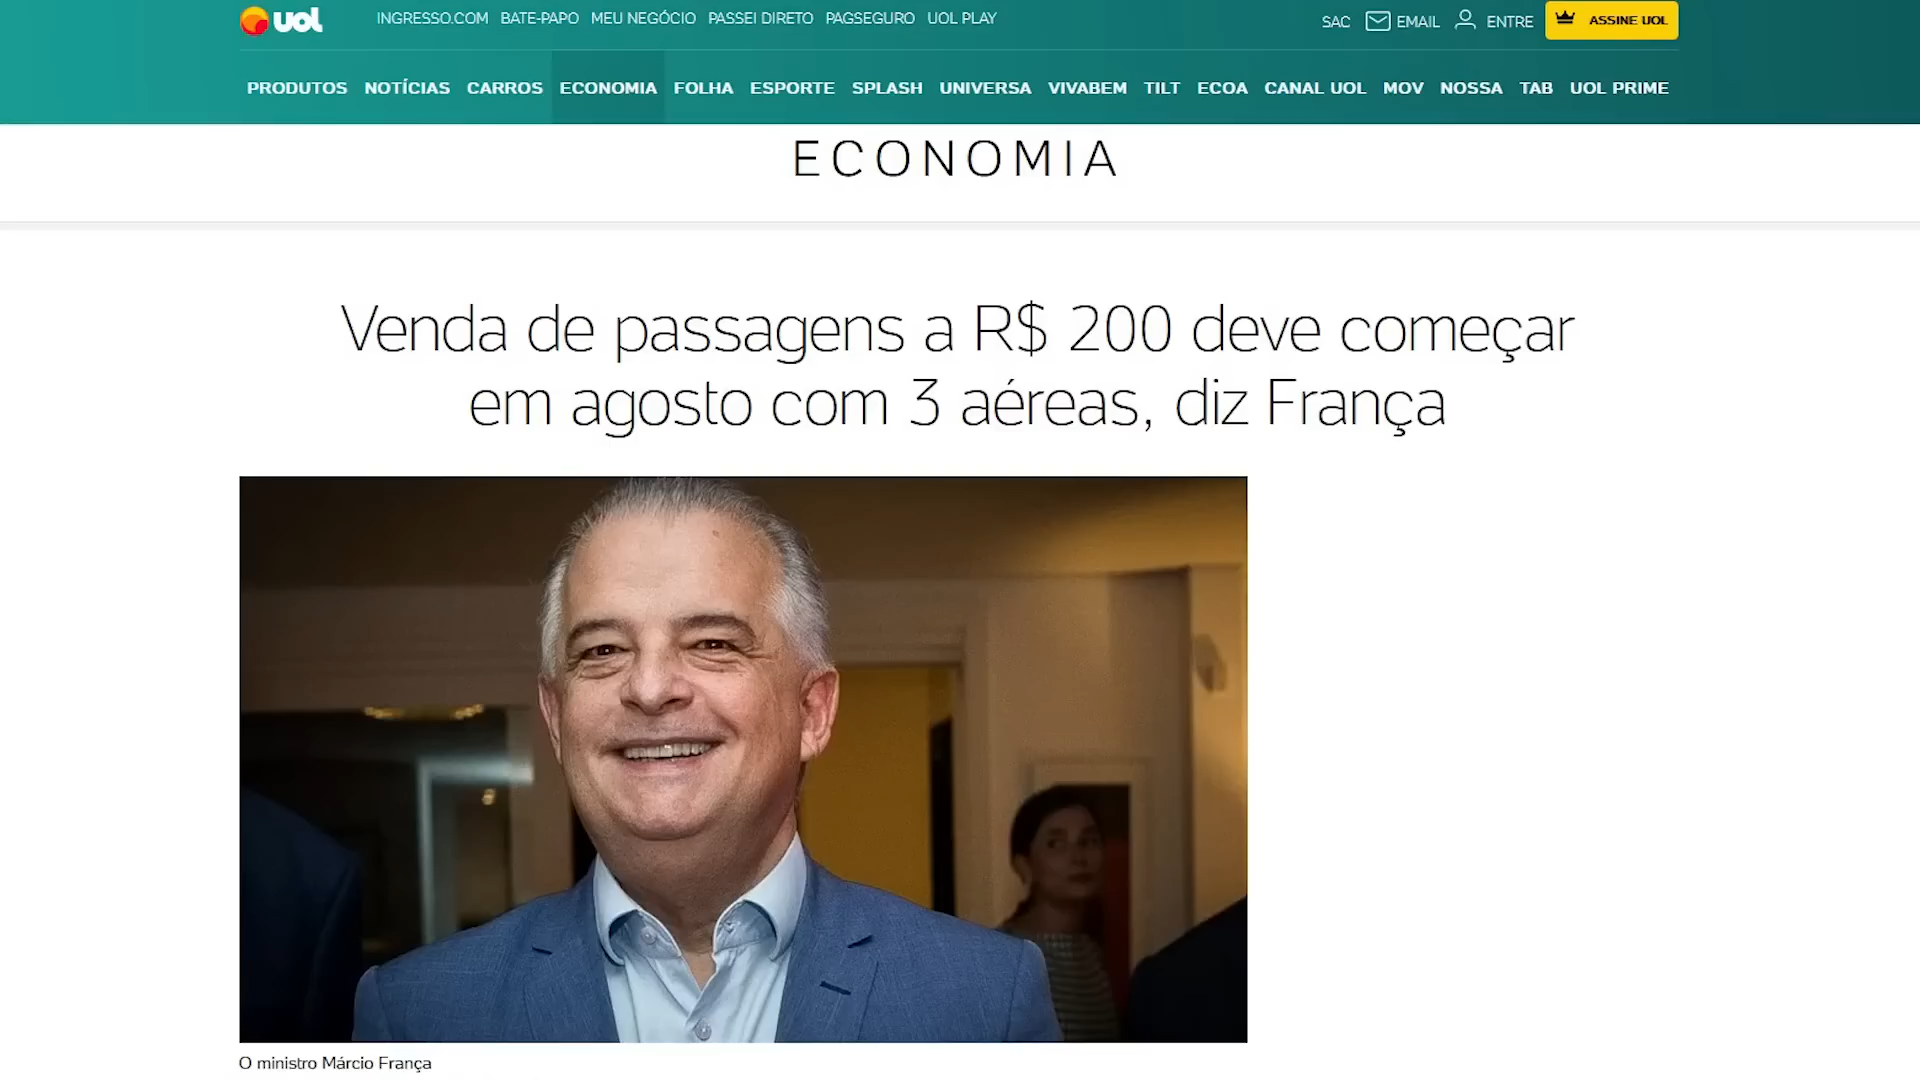 uol
INGRESSO.COM BATE-PAPO MEU NEGÓCIO PASSEI DIRETO PAGSEGURO UOL PLAY
SAC EMAIL ENTRE ASSINE UOL
PRODUTOS NOTÍCIAS CARROS ECONOMIA FOLHA ESPORTE SPLASH UNIVERSA VIVABEM TILT ECOA CANAL UOL MOV NOSSA TAB UOL PRIME
ECONOMIA
Venda de passagens a R$ 200 deve começar
em agosto com 3 aéreas, diz França
O ministro Márcio França